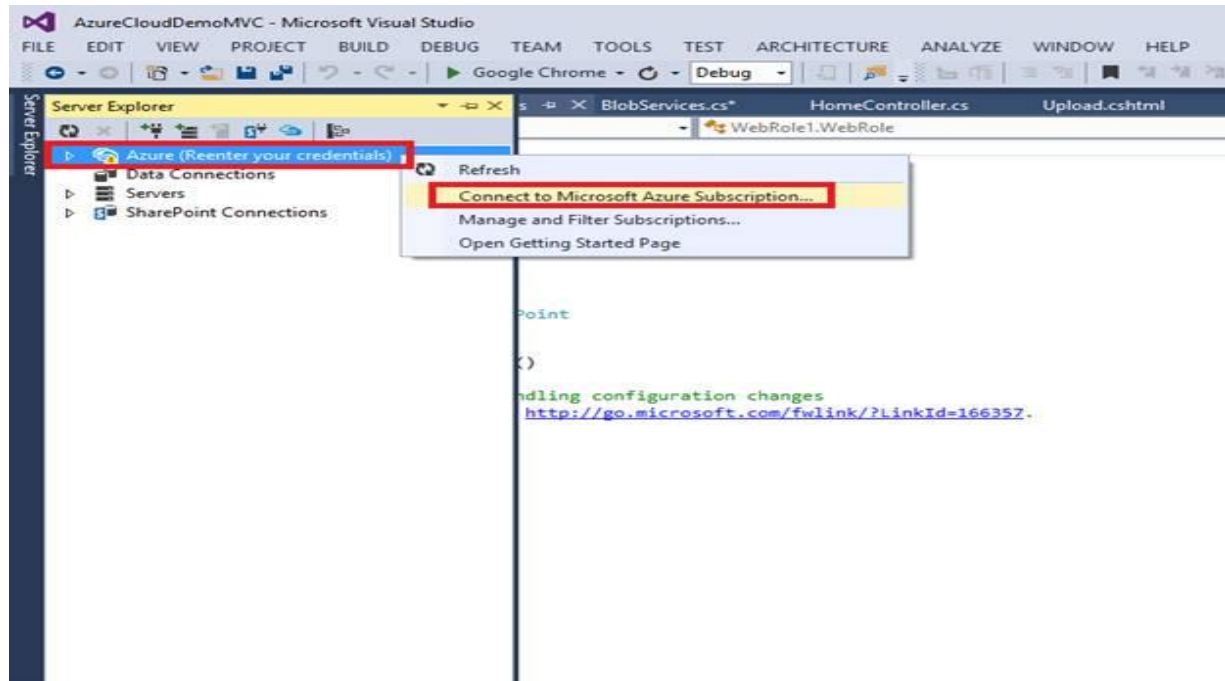 AzureCloudDemoMVC - Microsoft Visual Studio
FILE EDIT VIEW PROJECT BUILD DEBUG TEAM TOOLS TEST ARCHITECTURE ANALYZE WINDOW HELP
Google Chrome Debug
Server Explorer
Server Explorer
s BlobServices.cs* HomeController.cs Upload.cshtml
WebRole1.WebRole
Azure (Reenter your credentials)
Data Connections
Servers
SharePoint Connections
Refresh
Connect to Microsoft Azure Subscription...
Manage and Filter Subscriptions...
Open Getting Started Page
Point
()
ndling configuration changes
http://go.microsoft.com/fwlink/?LinkId=166357.